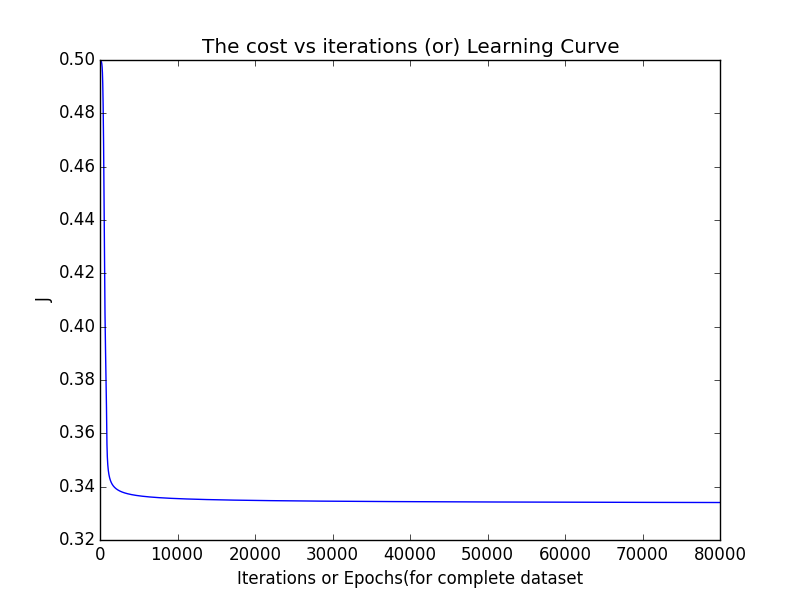 The cost vs iterations (or) Learning Curve
0.50
0.48
0.46
0.44
0.42
0.40
0.38
0.36
0.34
0.32
J
0 10000 20000 30000 40000 50000 60000 70000 80000
Iterations or Epochs(for complete dataset